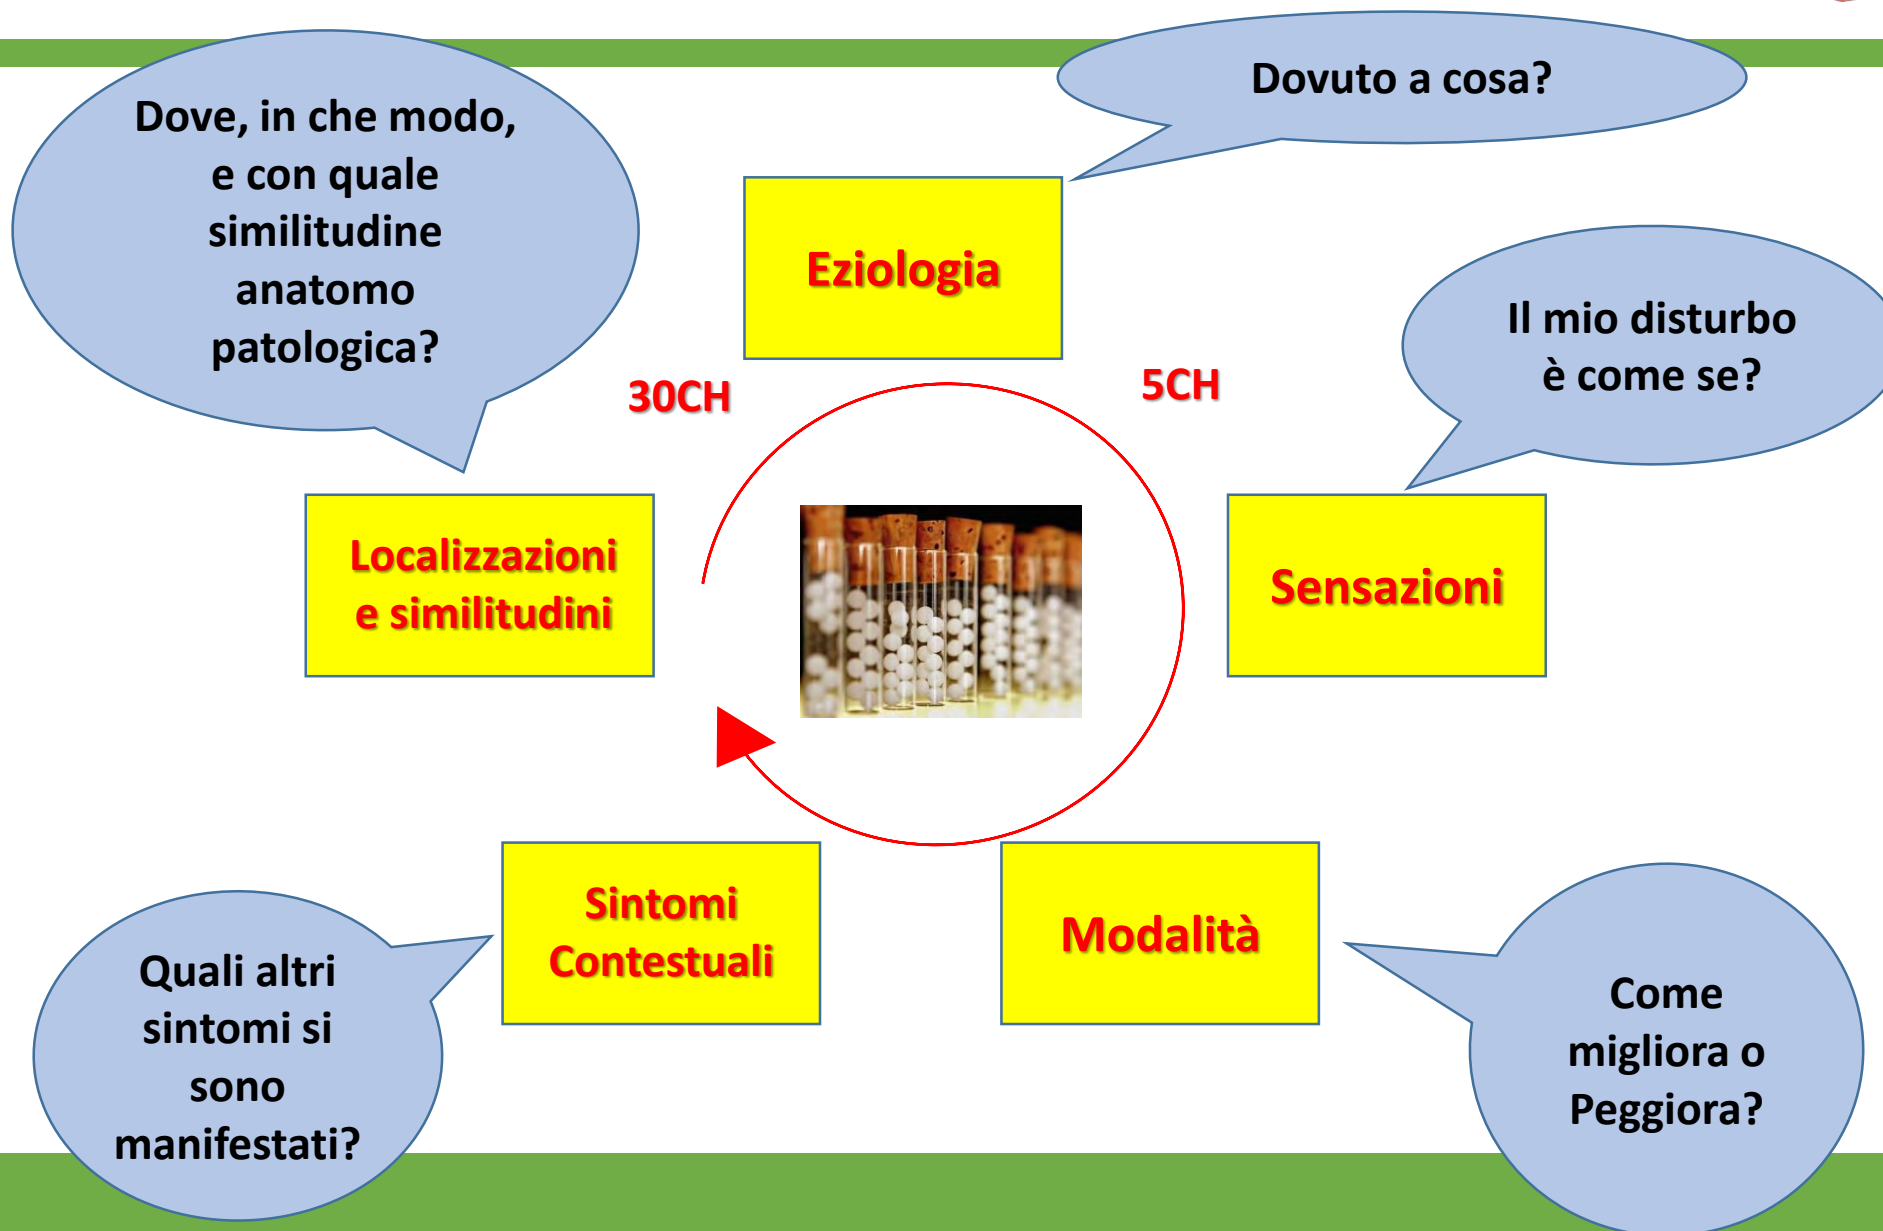 Dovuto a cosa?
Dove, in che modo,
e con quale
similitudine
anatomo
patologica?
Eziologia
Il mio disturbo
è come se?
30CH
5CH
Localizzazioni
e similitudini
Sensazioni
Sintomi
Contestuali
Modalità
Quali altri
sintomi si
sono
manifestati?
Come
migliora o
Peggiora?